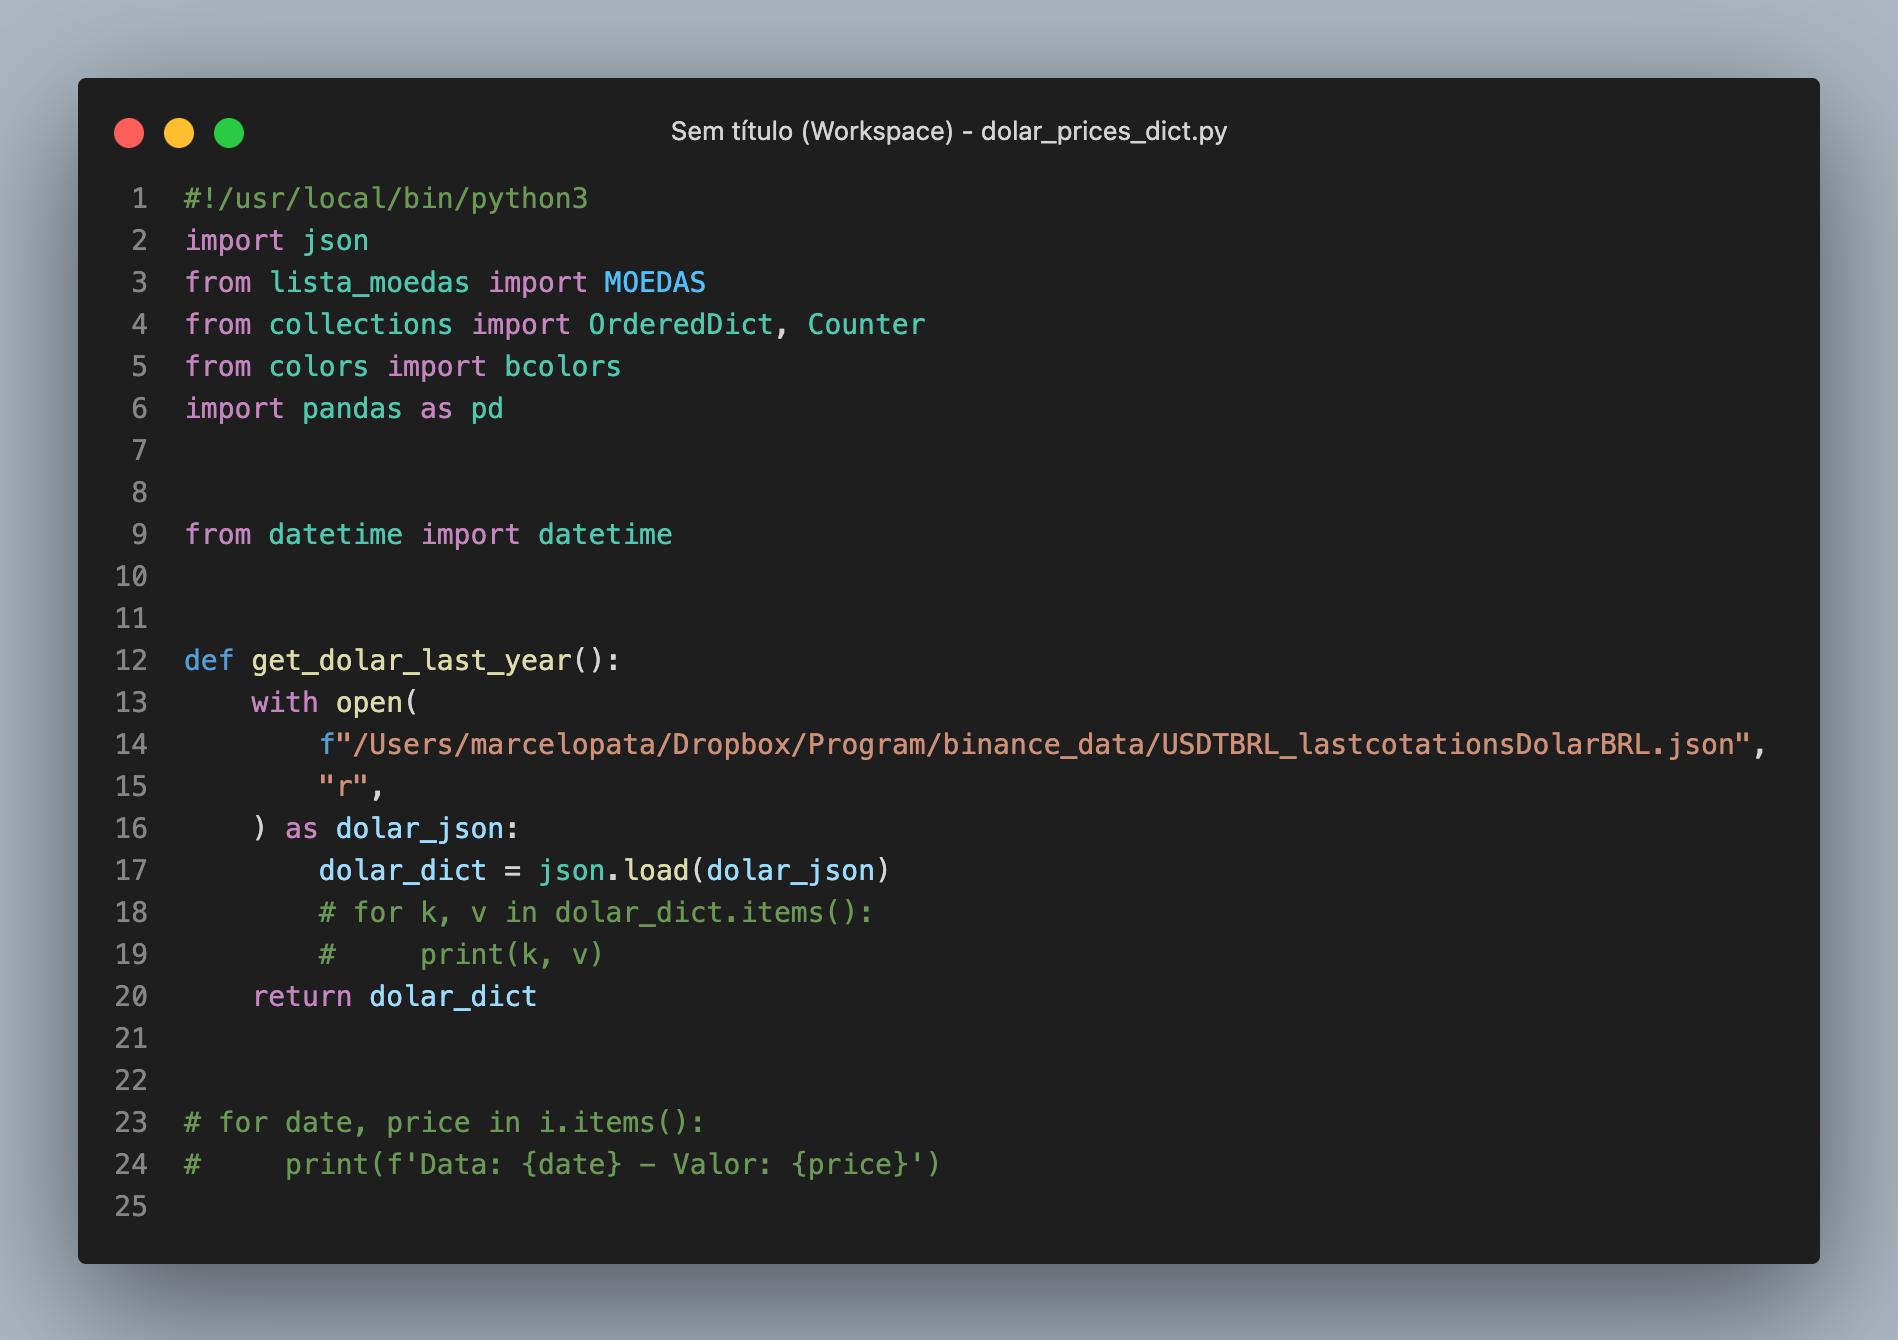 Sem título (Workspace) - dolar_prices_dict.py
1 #!/usr/local/bin/python3
2 import json
3 from lista_moedas import MOEDAS
4 from collections import OrderedDict, Counter
5 from colors import bcolors
6 import pandas as pd
7
8
9 from datetime import datetime
10
11
12 def get_dolar_last_year():
13     with open(
14         f"/Users/marcelopata/Dropbox/Program/binance_data/USDTBRL_lastcotationsDolarBRL.json",
15         "r",
16     ) as dolar_json:
17         dolar_dict = json.load(dolar_json)
18         # for k, v in dolar_dict.items():
19         #     print(k, v)
20     return dolar_dict
21
22
23 # for date, price in i.items():
24 #     print(f'Data: {date} - Valor: {price}')
25